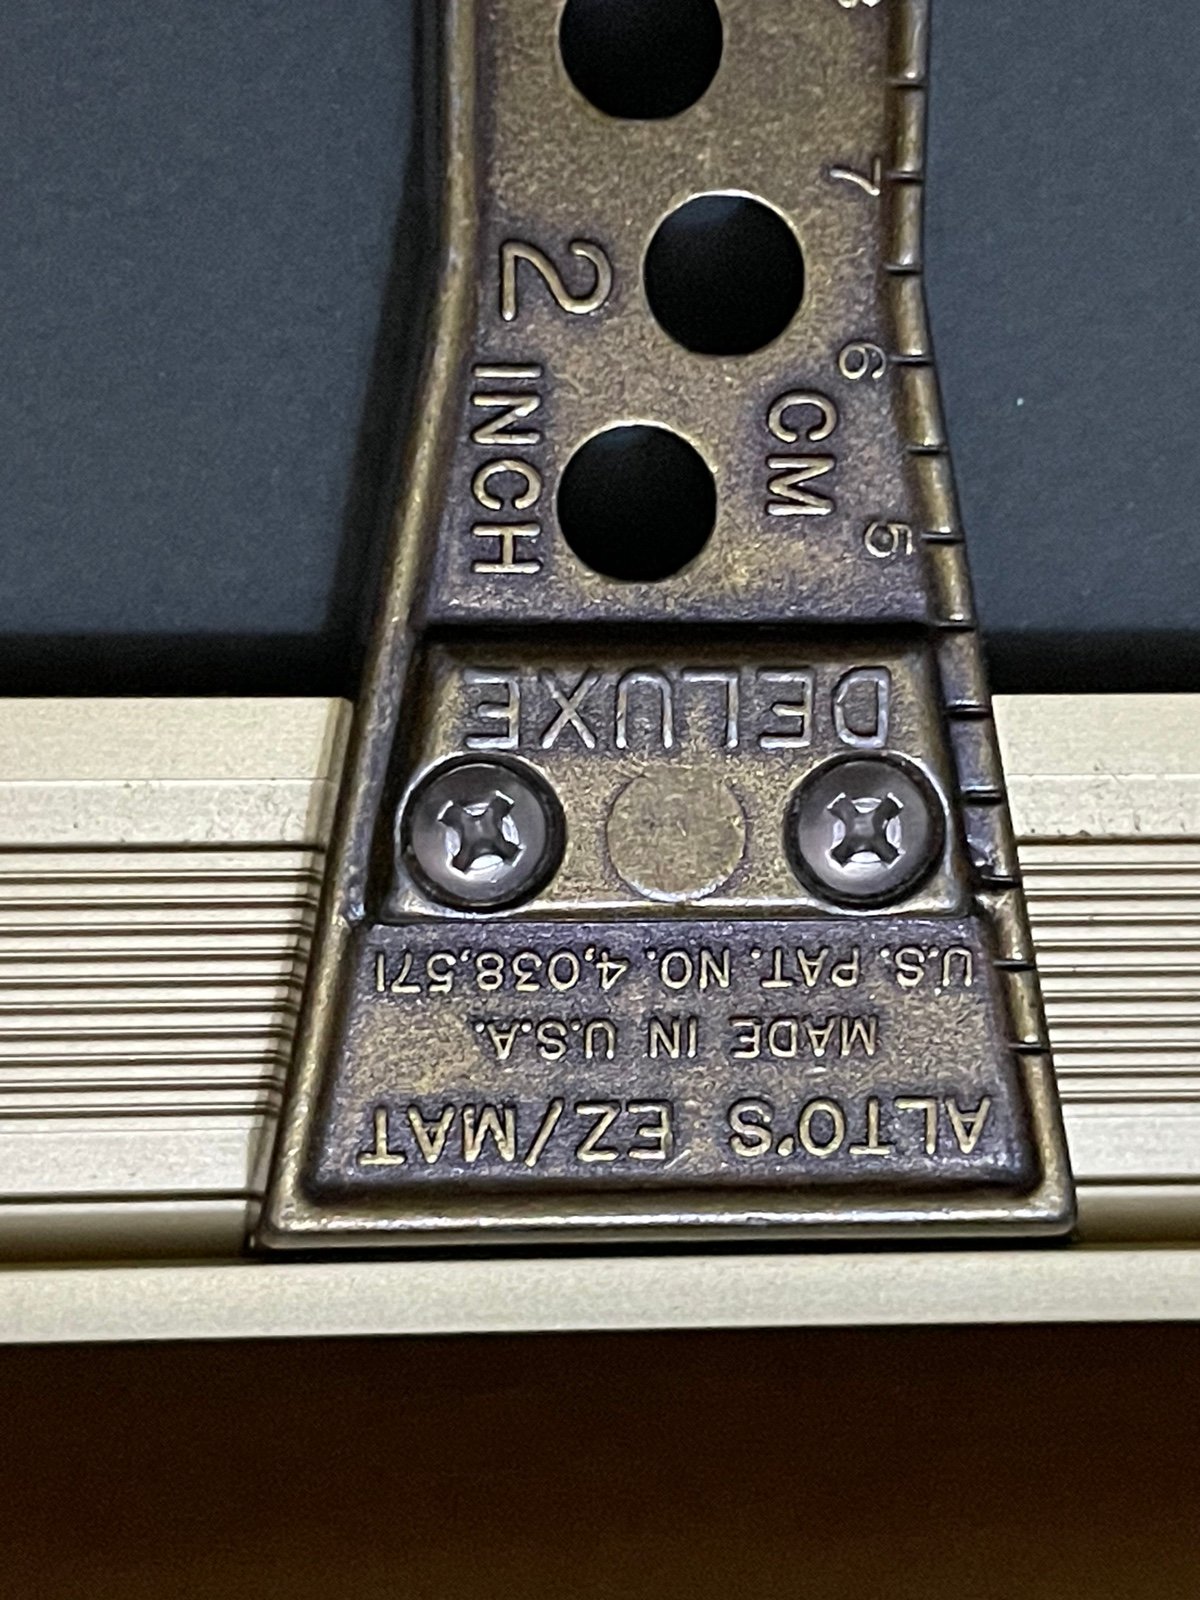 ALTO'S EZ/MAT
MADE IN U.S.A.
U.S. PAT. NO. 4,038,571
DELUXE
2 INCH
CM
5
6
7